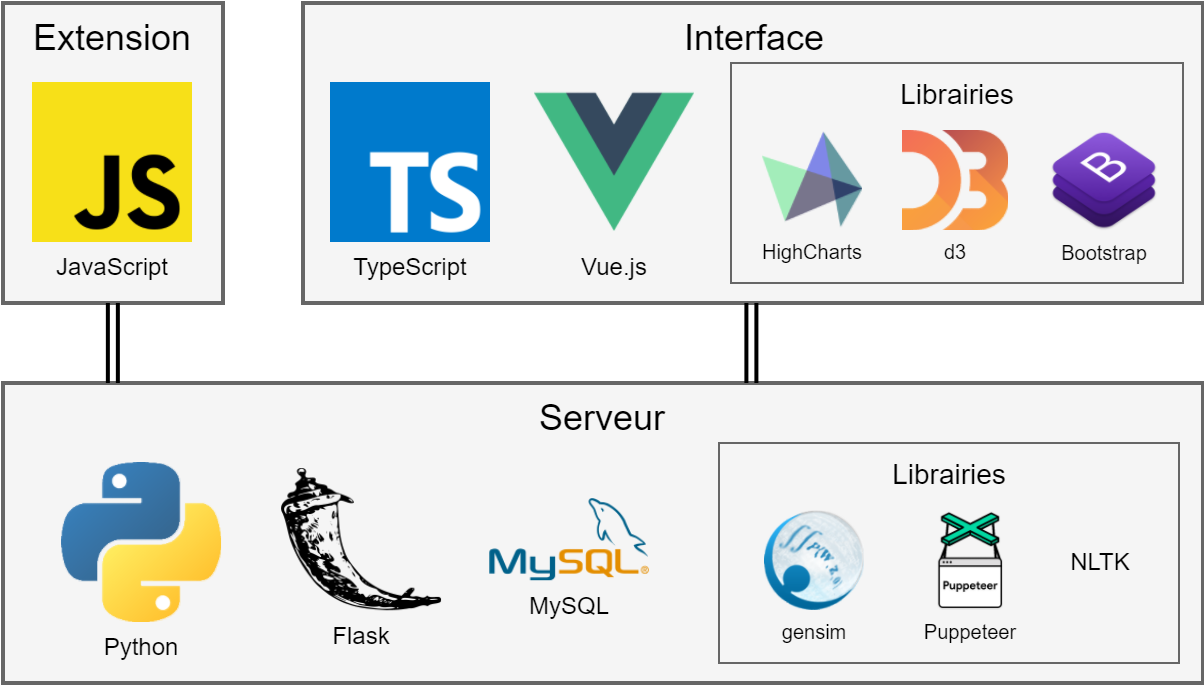 Extension
JS
JavaScript
Interface
TS
TypeScript
Vue.js
Librairies
HighCharts
D3
d3
B
Bootstrap
Serveur
Python
Flask
MySQL®
MySQL
Librairies
gensim
Puppeteer
Puppeteer
NLTK